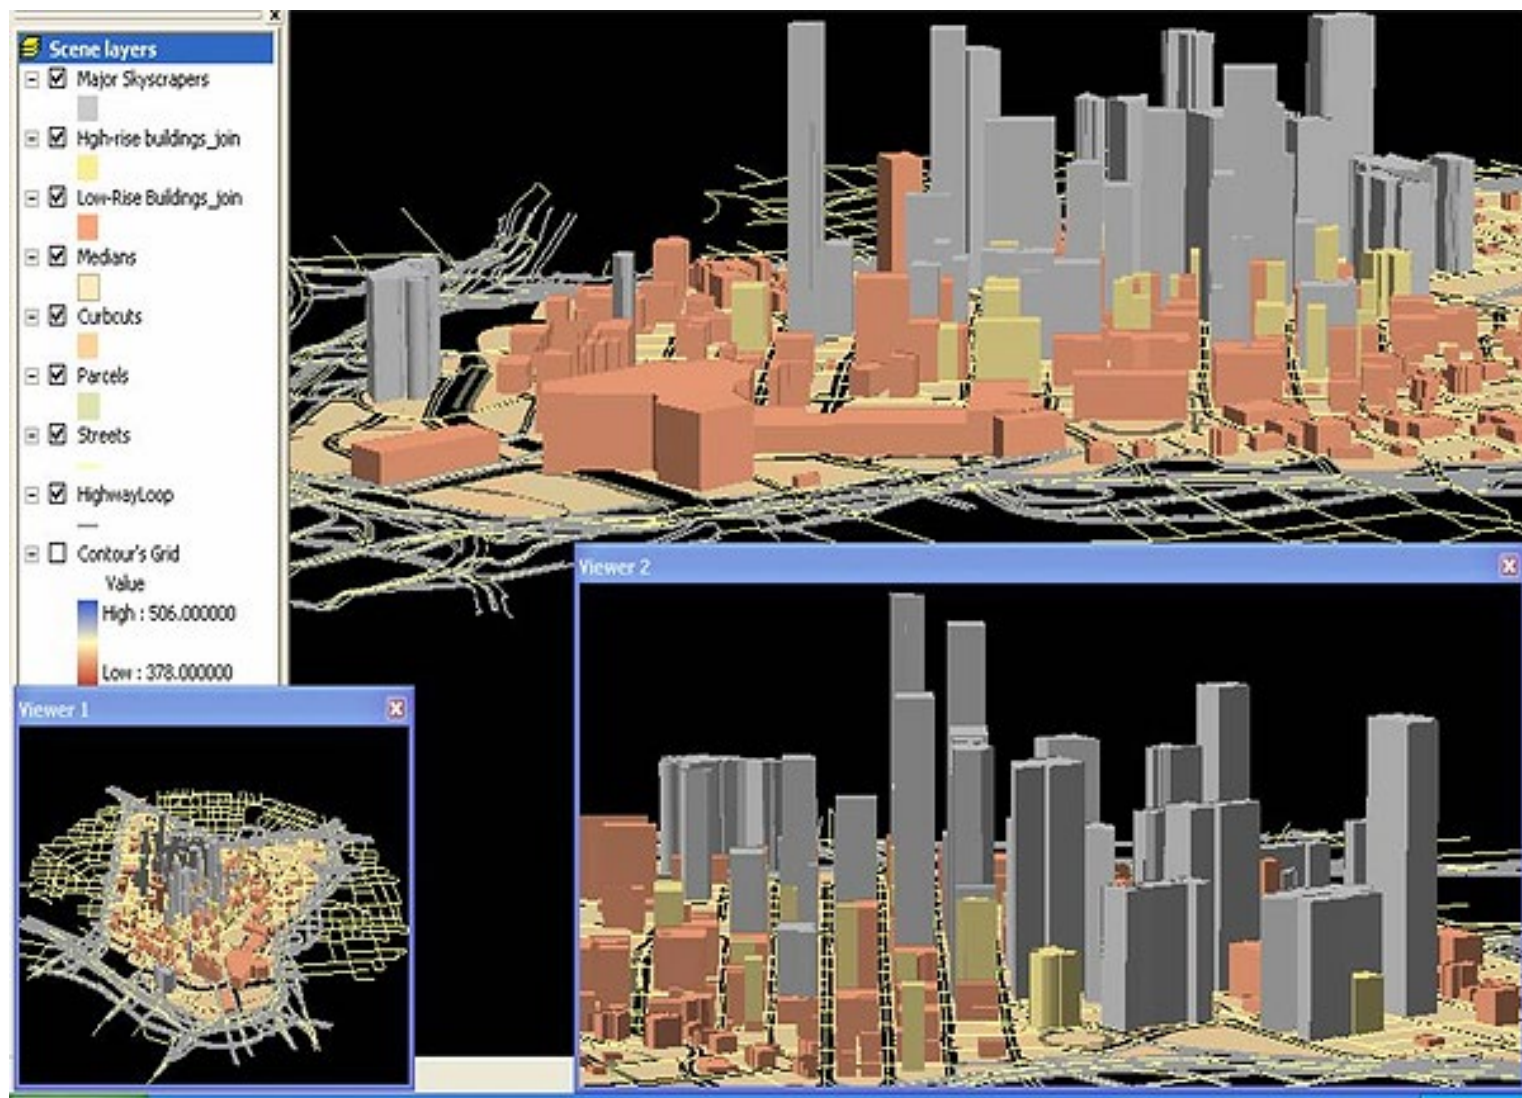 Scene layers
Major Skyscrapers
Hgih-rise buildings_join
Low-Rise Buildings_join
Medians
Curbcuts
Parcels
Streets
HighwayLoop
Contour's Grid
Value
High : 506.000000
Low : 378.000000
Viewer 1
Viewer 2